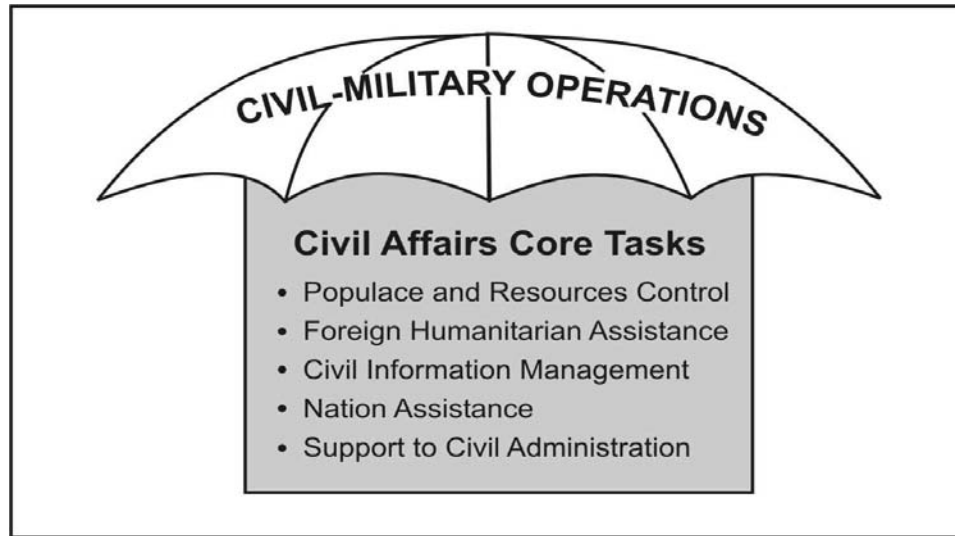 CIVIL-MILITARY OPERATIONS
Civil Affairs Core Tasks
• Populace and Resources Control
• Foreign Humanitarian Assistance
• Civil Information Management
• Nation Assistance
• Support to Civil Administration